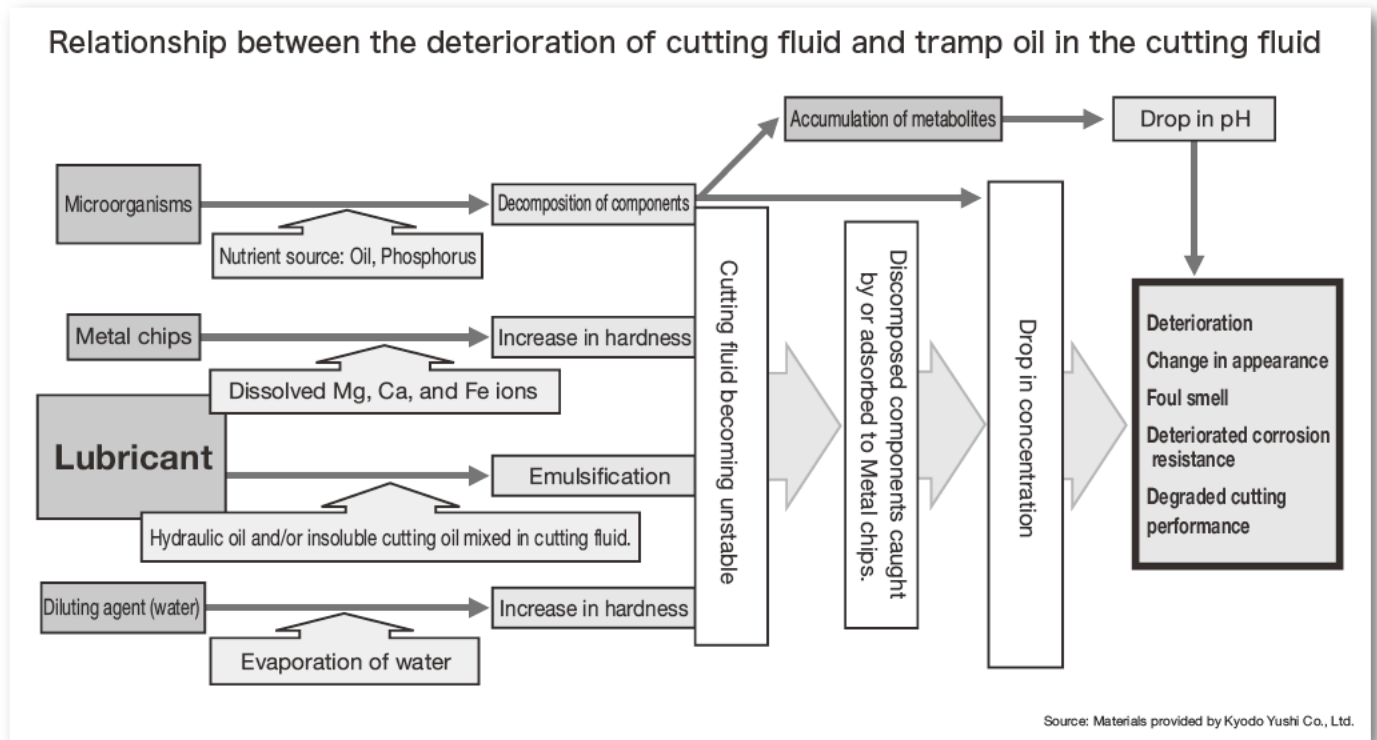 Relationship between the deterioration of cutting fluid and tramp oil in the cutting fluid
Accumulation of metabolites
Drop in pH
Microorganisms
Decomposition of components
Nutrient source: Oil, Phosphorus
Metal chips
Increase in hardness
Dissolved Mg, Ca, and Fe ions
Lubricant
Emulsification
Hydraulic oil and/or insoluble cutting oil mixed in cutting fluid.
Diluting agent (water)
Increase in hardness
Evaporation of water
Cutting fluid becoming unstable
Discomposed components caught
by or adsorbed to Metal chips.
Drop in concentration
Deterioration
Change in appearance
Foul smell
Deteriorated corrosion
resistance
Degraded cutting
performance
Source: Materials provided by Kyodo Yushi Co., Ltd.